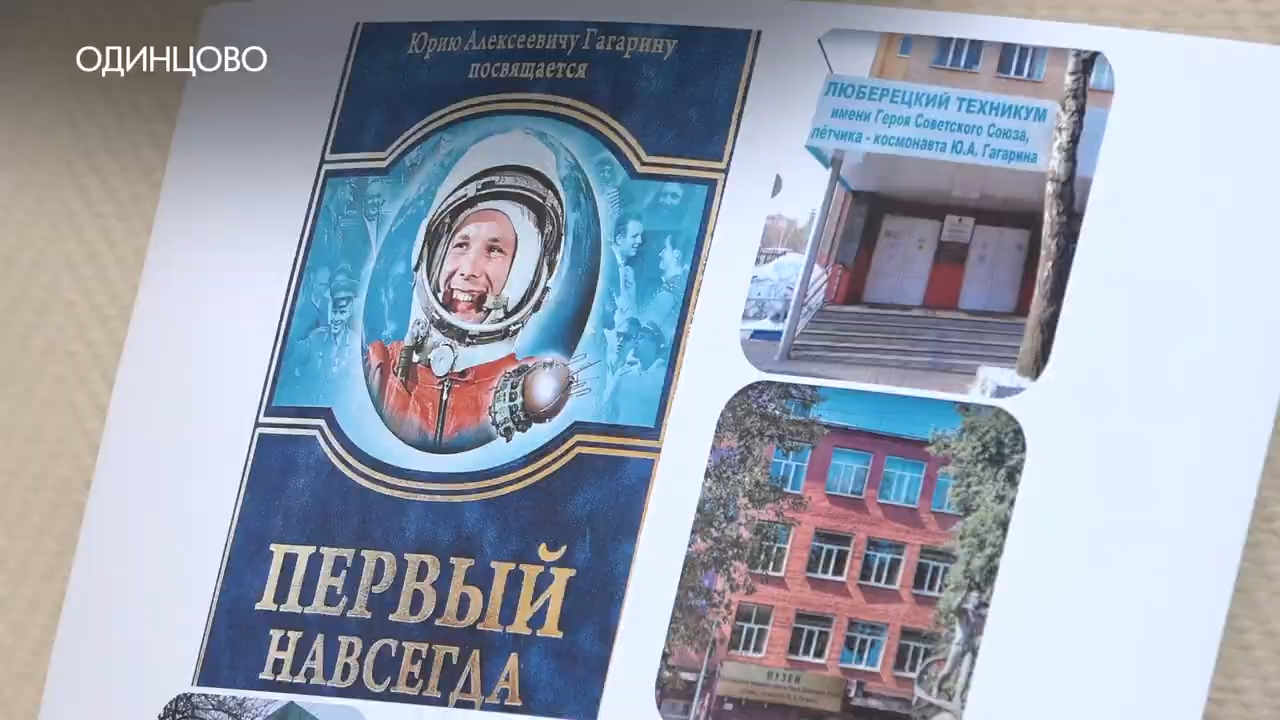 ОДИНЦОВО
Юрию Алексеевичу Гагарину
посвящается
ПЕРВЫЙ
НАВСЕГДА
ЛЮБЕРЕЦКИЙ ТЕХНИКУМ
имени Героя Советского Союза,
лётчика - космонавта Ю.А. Гагарина
МУЗЕЙ